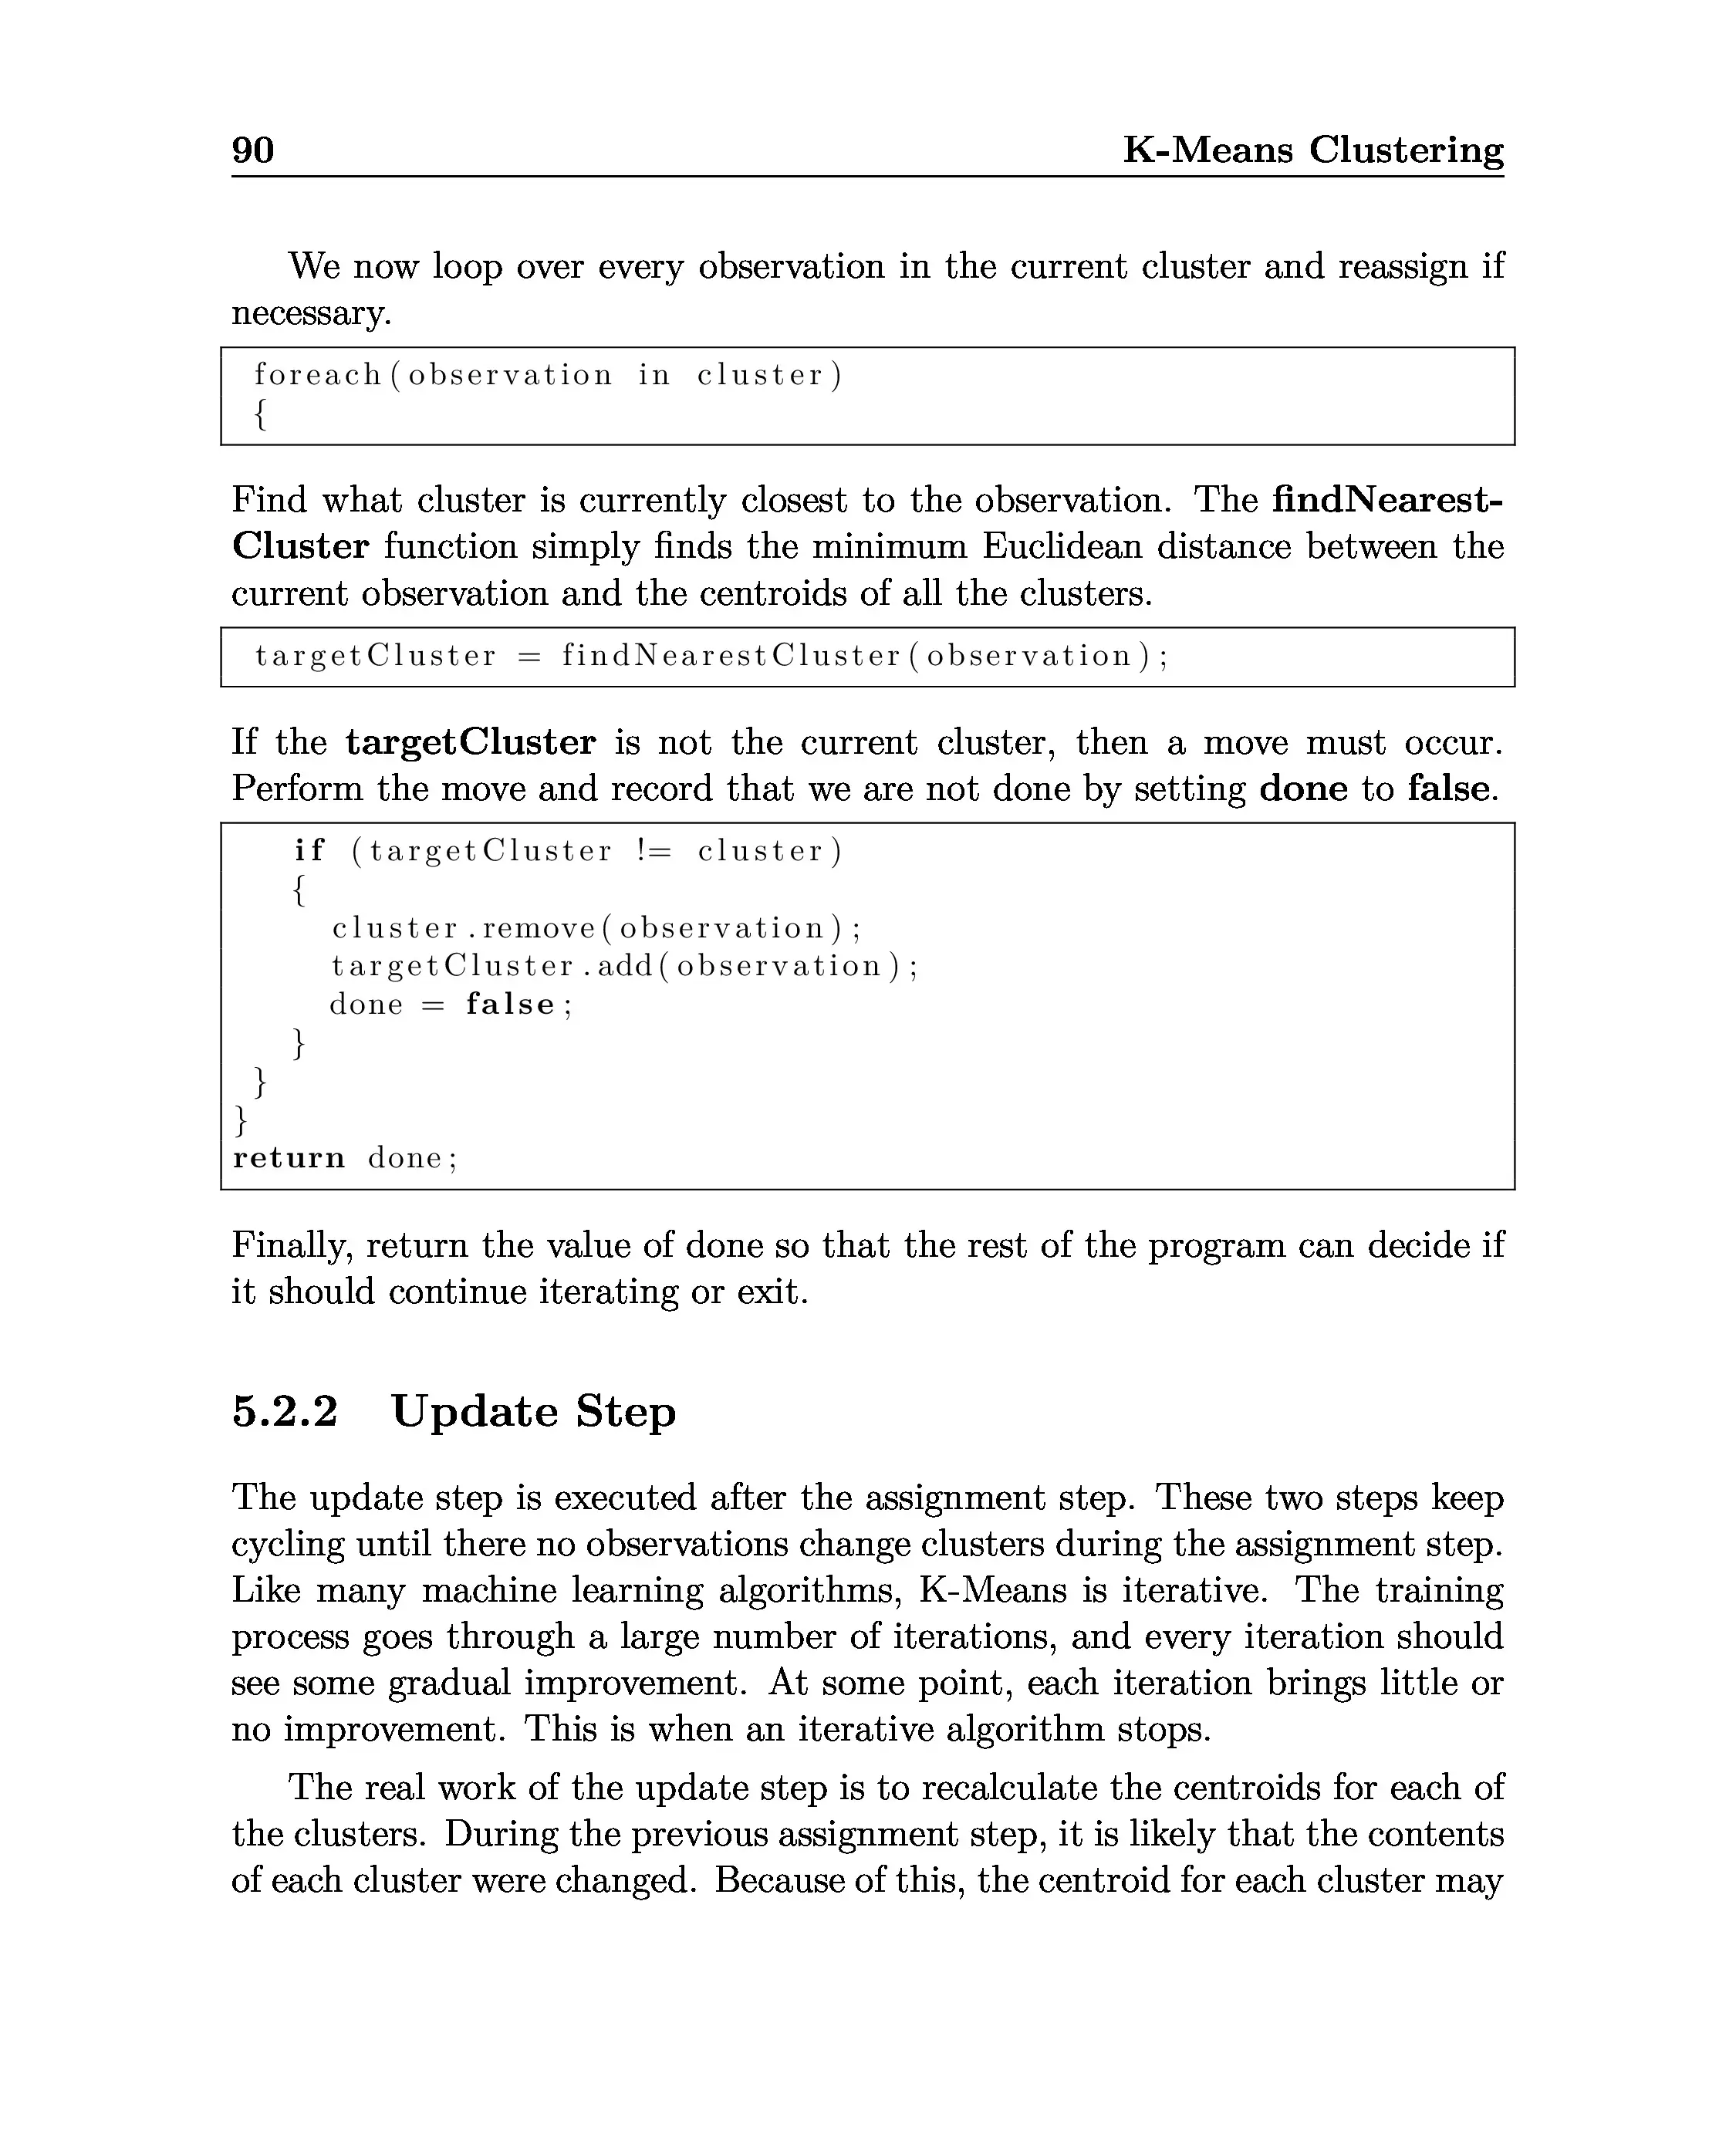 90 K-Means Clustering
We now loop over every observation in the current cluster and reassign if
necessary.
foreach(observation in cluster)
{
Find what cluster is currently closest to the observation. The findNearest-
Cluster function simply finds the minimum Euclidean distance between the
current observation and the centroids of all the clusters.
targetCluster = findNearestCluster(observation);
If the targetCluster is not the current cluster, then a move must occur.
Perform the move and record that we are not done by setting done to false.
if (targetCluster != cluster)
{
cluster.remove(observation);
targetCluster.add(observation);
done = false;
}
}
}
return done;
Finally, return the value of done so that the rest of the program can decide if
it should continue iterating or exit.
5.2.2 Update Step
The update step is executed after the assignment step. These two steps keep
cycling until there no observations change clusters during the assignment step.
Like many machine learning algorithms, K-Means is iterative. The training
process goes through a large number of iterations, and every iteration should
see some gradual improvement. At some point, each iteration brings little or
no improvement. This is when an iterative algorithm stops.
The real work of the update step is to recalculate the centroids for each of
the clusters. During the previous assignment step, it is likely that the contents
of each cluster were changed. Because of this, the centroid for each cluster may